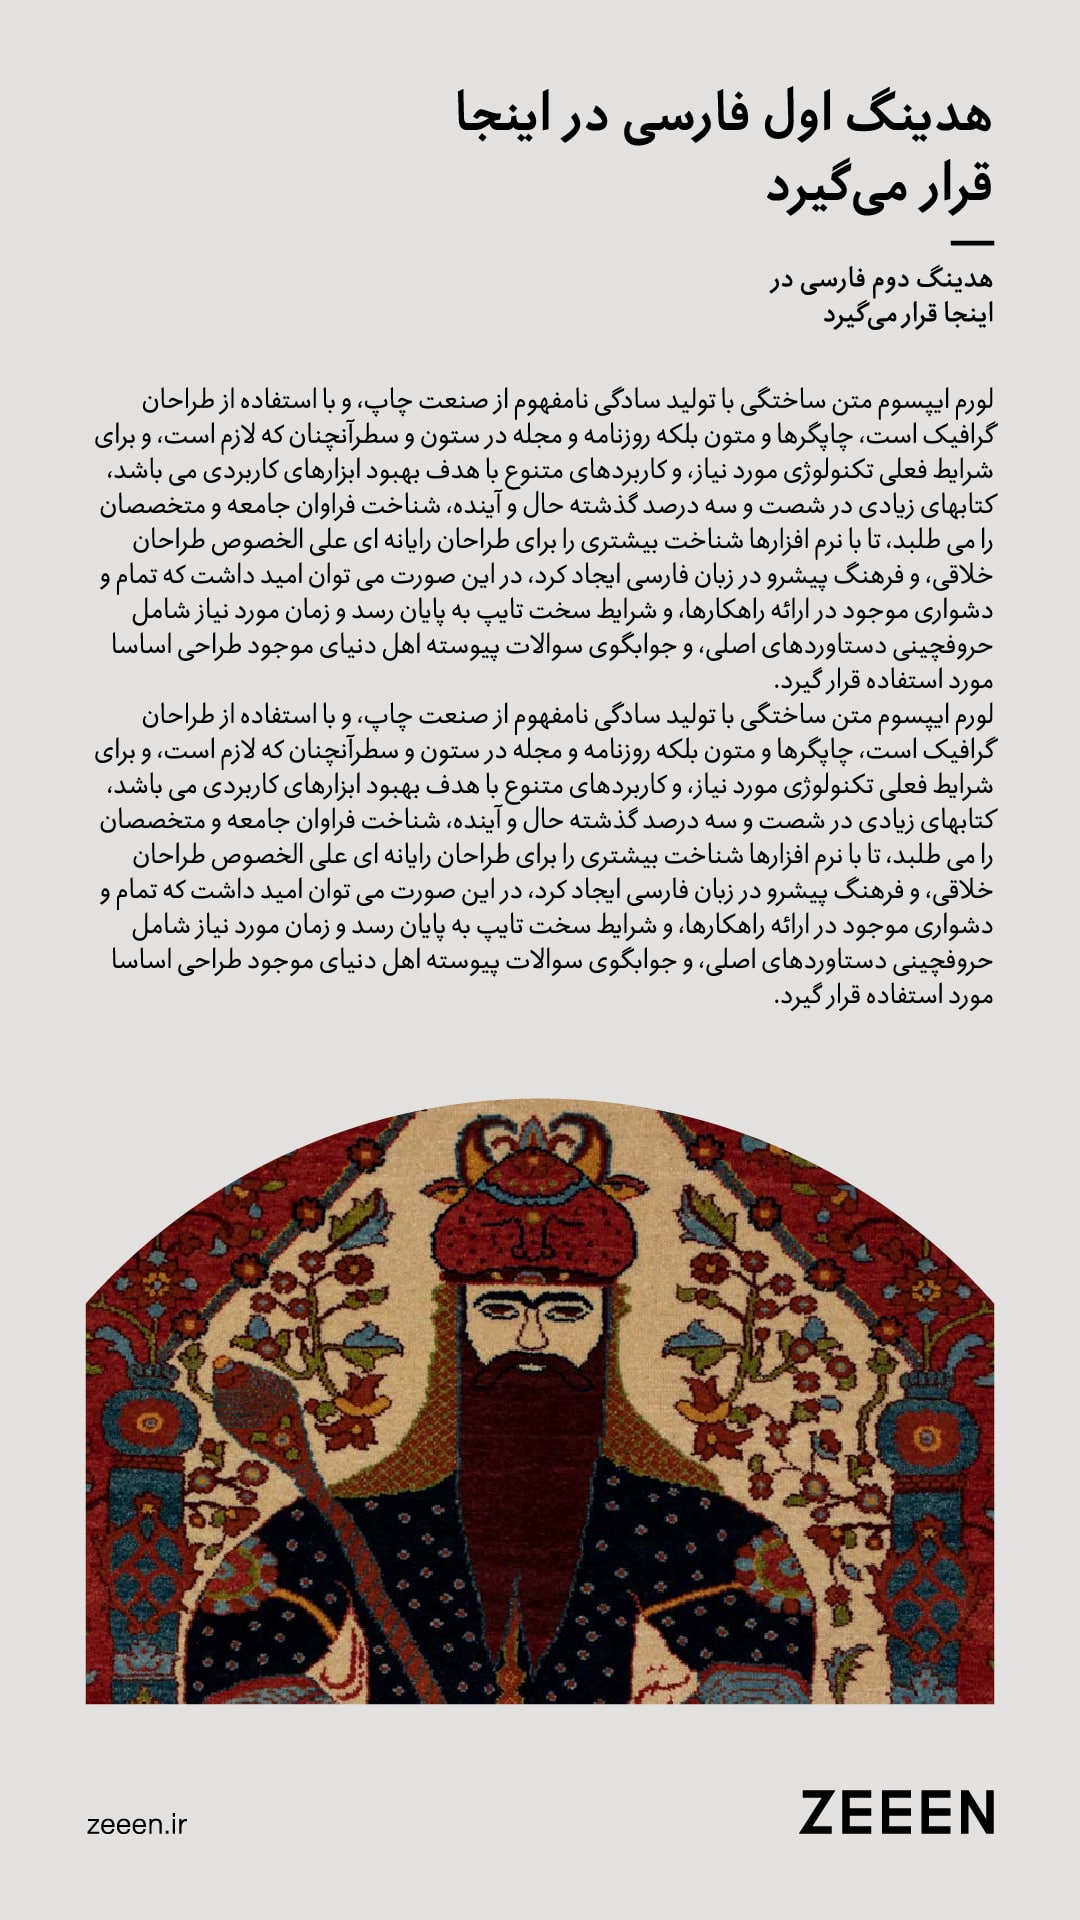 هدینگ اول فارسی در اینجا
قرار می‌گیرد
هدینگ دوم فارسی در
اینجا قرار می‌گیرد
لورم ایپسوم متن ساختگی با تولید سادگی نامفهوم از صنعت چاپ، و با استفاده از طراحان
گرافیک است، چاپگرها و متون بلکه روزنامه و مجله در ستون و سطرآنچنان که لازم است، و برای
شرایط فعلی تکنولوژی مورد نیاز، و کاربردهای متنوع با هدف بهبود ابزارهای کاربردی می باشد،
کتابهای زیادی در شصت و سه درصد گذشته حال و آینده، شناخت فراوان جامعه و متخصصان
را می طلبد، تا با نرم افزارها شناخت بیشتری را برای طراحان رایانه ای علی الخصوص طراحان
خلاقی، و فرهنگ پیشرو در زبان فارسی ایجاد کرد، در این صورت می توان امید داشت که تمام و
دشواری موجود در ارائه راهکارها، و شرایط سخت تایپ به پایان رسد و زمان مورد نیاز شامل
حروفچینی دستاوردهای اصلی، و جوابگوی سوالات پیوسته اهل دنیای موجود طراحی اساسا
مورد استفاده قرار گیرد.
لورم ایپسوم متن ساختگی با تولید سادگی نامفهوم از صنعت چاپ، و با استفاده از طراحان
گرافیک است، چاپگرها و متون بلکه روزنامه و مجله در ستون و سطرآنچنان که لازم است، و برای
شرایط فعلی تکنولوژی مورد نیاز، و کاربردهای متنوع با هدف بهبود ابزارهای کاربردی می باشد،
کتابهای زیادی در شصت و سه درصد گذشته حال و آینده، شناخت فراوان جامعه و متخصصان
را می طلبد، تا با نرم افزارها شناخت بیشتری را برای طراحان رایانه ای علی الخصوص طراحان
خلاقی، و فرهنگ پیشرو در زبان فارسی ایجاد کرد، در این صورت می توان امید داشت که تمام و
دشواری موجود در ارائه راهکارها، و شرایط سخت تایپ به پایان رسد و زمان مورد نیاز شامل
حروفچینی دستاوردهای اصلی، و جوابگوی سوالات پیوسته اهل دنیای موجود طراحی اساسا
مورد استفاده قرار گیرد.
ZEEEN
zeeen.ir